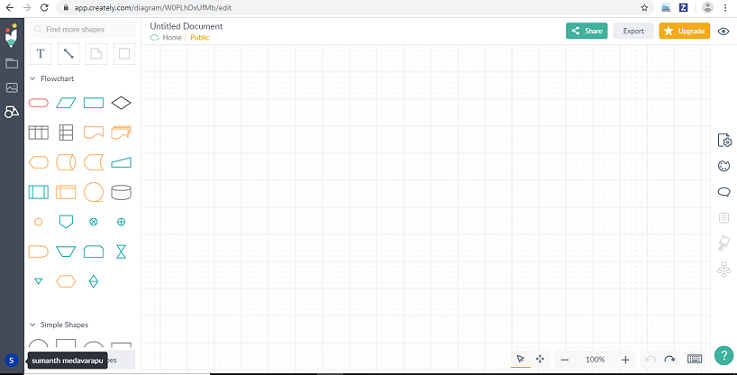 app.creately.com/diagram/W0PLhDxUfMb/edit
Find more shapes
Untitled Document
Home Public
Share
Export
Upgrade
T
Flowchart
Simple Shapes
S
sumanth medavarapu
100%
?